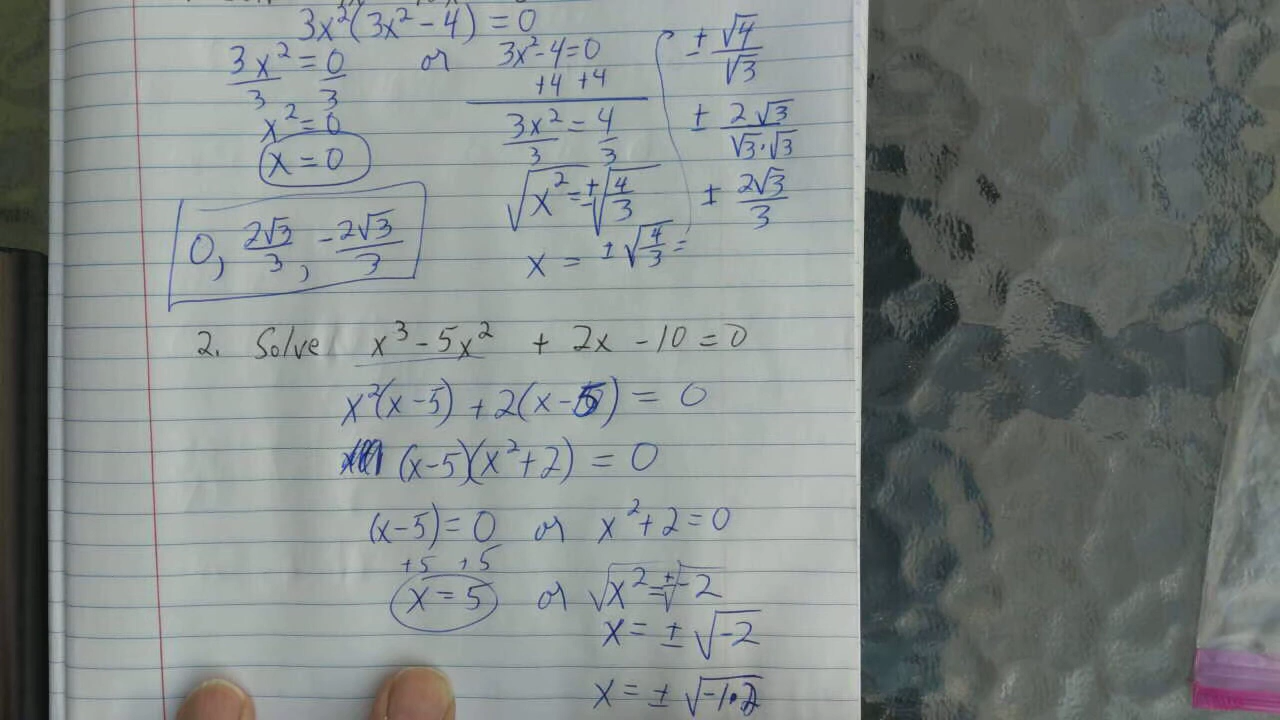 3x²(3x² - 4) = 0
3x² = 0 or 3x² - 4 = 0
3 3 +4 +4
x² = 0 3x² = 4
3 3
x = 0 √x² = ±√4/3
x = ±√4/3 =
± √4/√3
± 2√3/√3·√3
± 2√3/3
0, 2√3/3, -2√3/3
2. Solve x³ - 5x² + 2x - 10 = 0
x²(x - 5) + 2(x - 5) = 0
(x-5)(x² + 2) = 0
(x - 5) = 0 or x² + 2 = 0
+5 +5
x = 5 or √x² = ±√-2
x = ± √-2
x = ± √-1·2